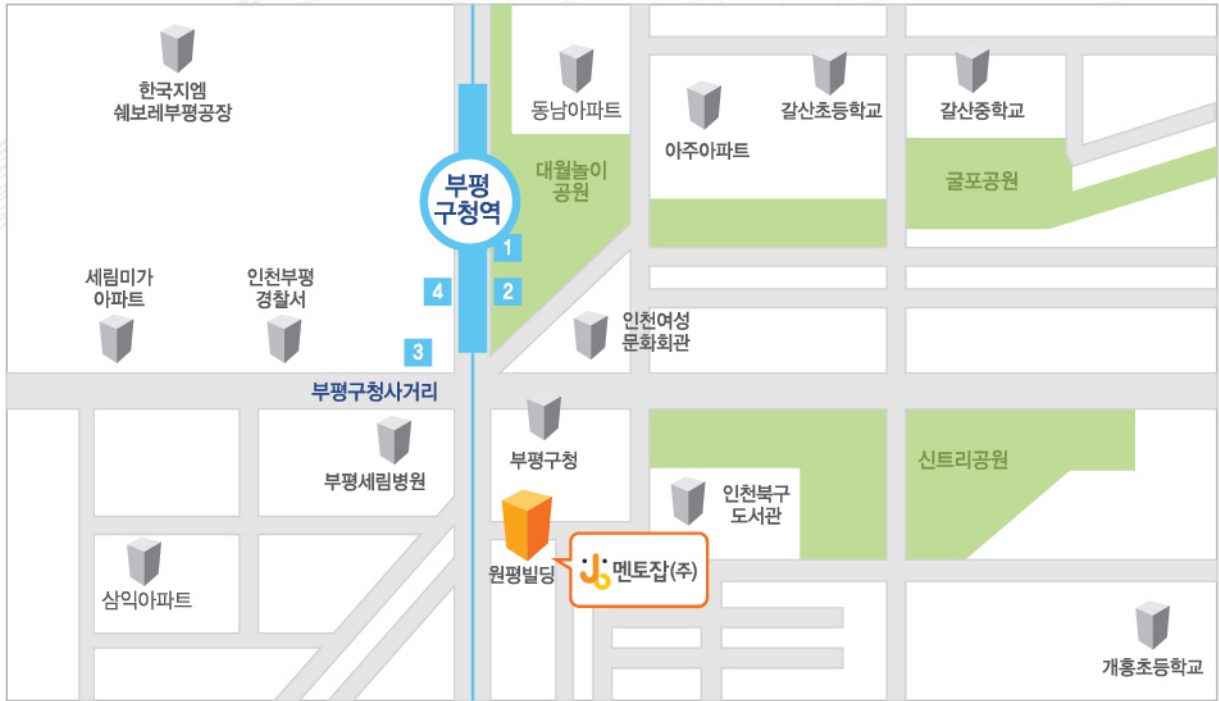 한국지엠
쉐보레부평공장
동남아파트
아주아파트
갈산초등학교
갈산중학교
대월놀이
공원
굴포공원
부평
구청역
1
2
4
3
세림미가
아파트
인천부평
경찰서
인천여성
문화회관
부평구청사거리
부평세림병원
부평구청
인천북구
도서관
신트리공원
원평빌딩
멘토잡(주)
삼익아파트
개흥초등학교